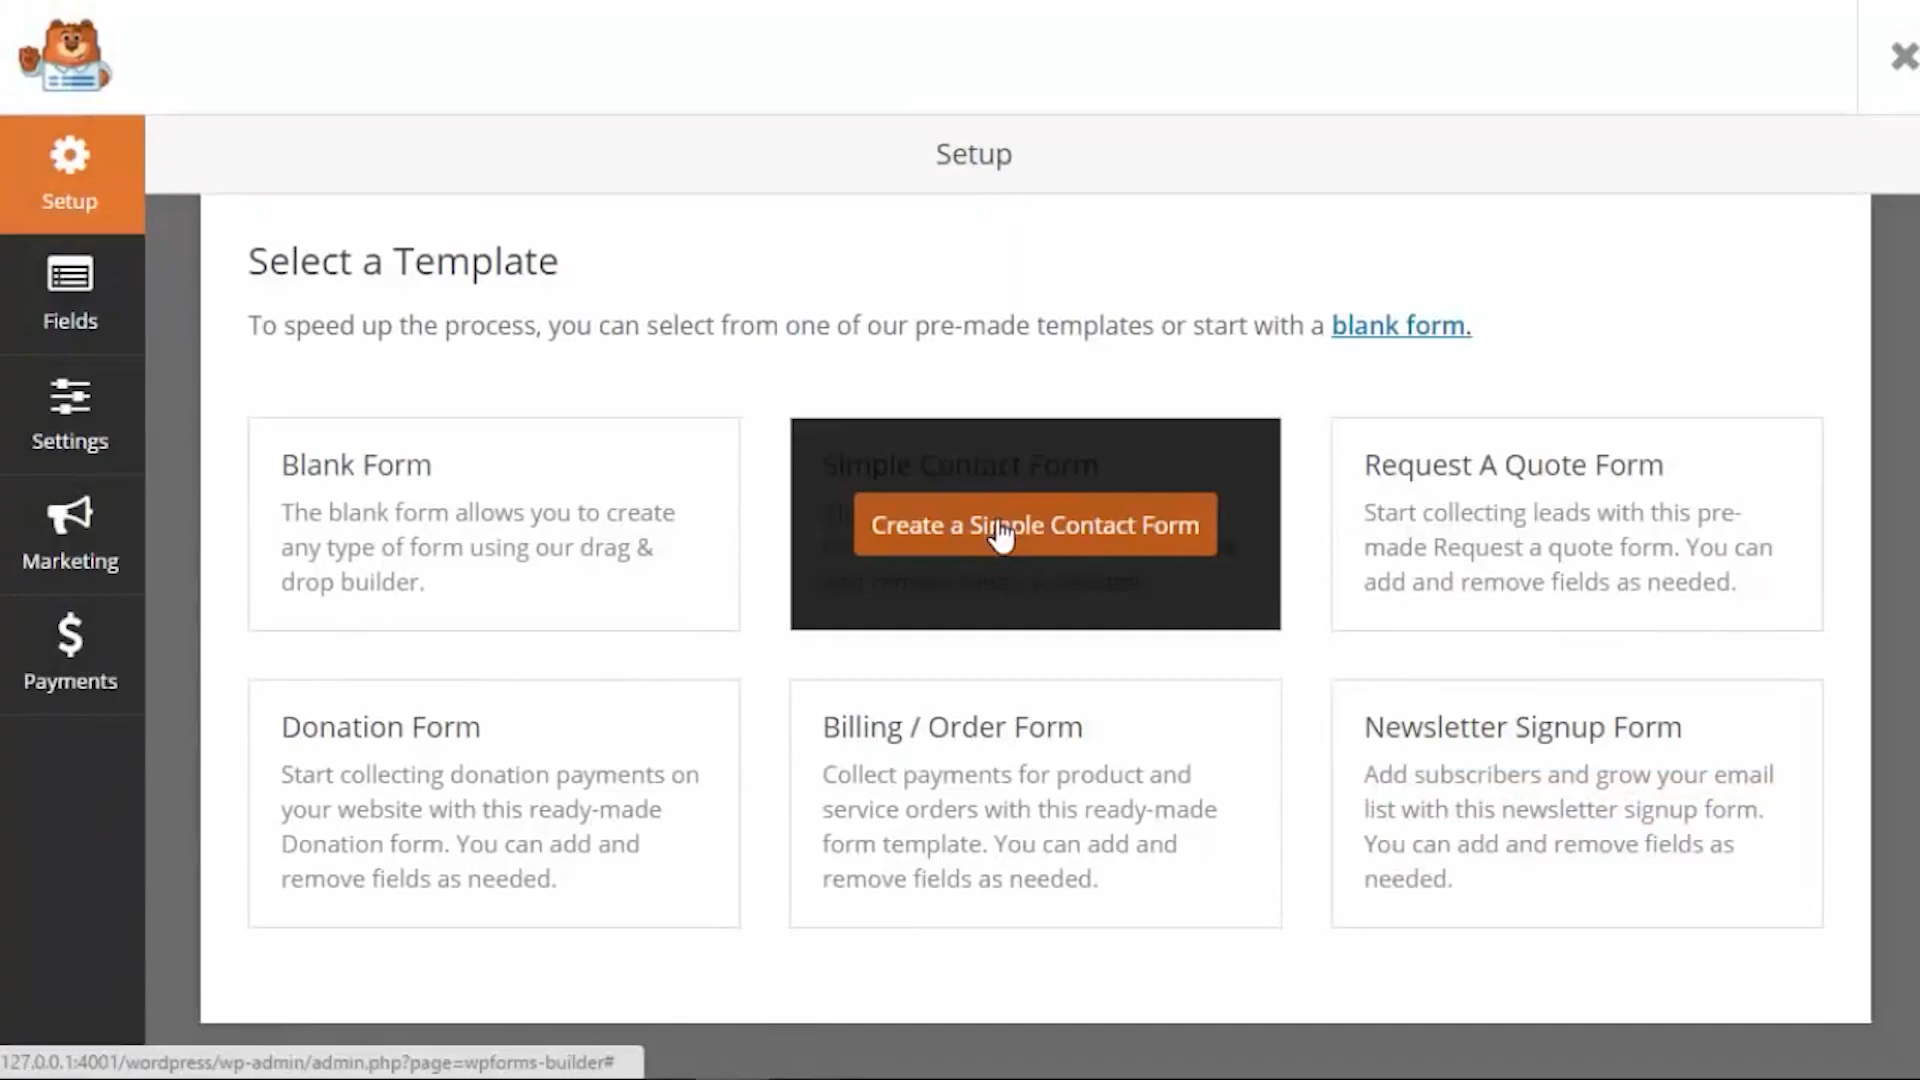 Setup
Setup
Fields
Settings
Marketing
Payments
Select a Template
To speed up the process, you can select from one of our pre-made templates or start with a blank form.
Blank Form
The blank form allows you to create
any type of form using our drag &
drop builder.
Simple Contact Form
Create a Simple Contact Form
Request A Quote Form
Start collecting leads with this pre-
made Request a quote form. You can
add and remove fields as needed.
Donation Form
Start collecting donation payments on
your website with this ready-made
Donation form. You can add and
remove fields as needed.
Billing / Order Form
Collect payments for product and
service orders with this ready-made
form template. You can add and
remove fields as needed.
Newsletter Signup Form
Add subscribers and grow your email
list with this newsletter signup form.
You can add and remove fields as
needed.
127.0.0.1:4001/wordpress/wp-admin/admin.php?page=wpforms-builder#